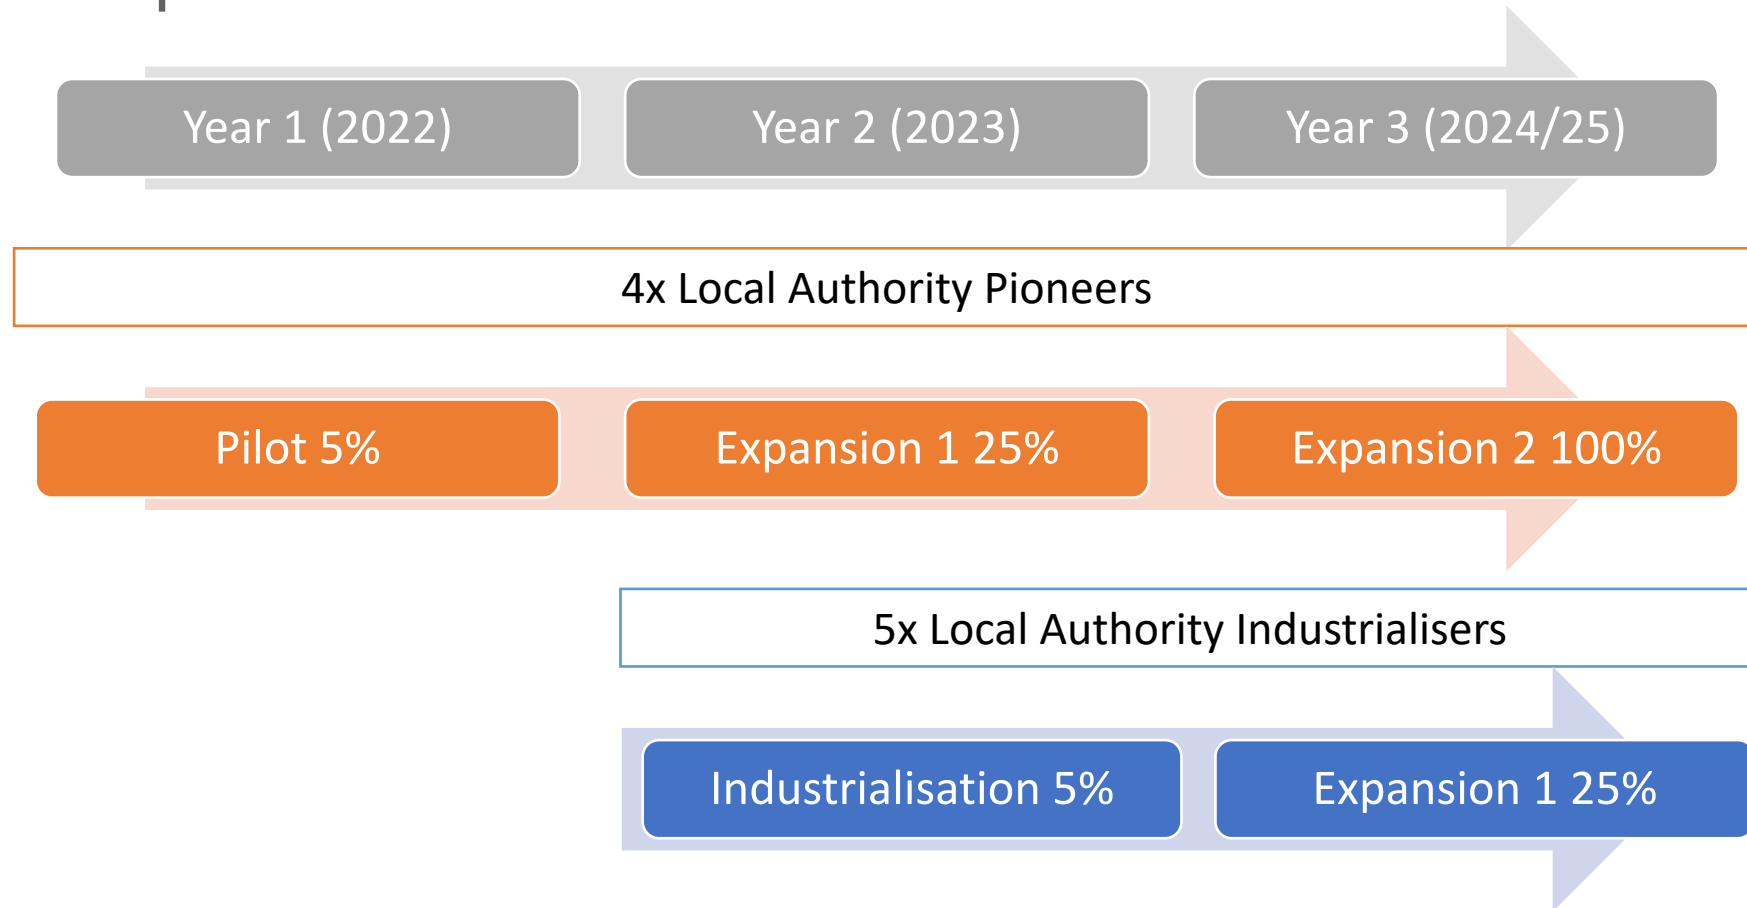 Year 1 (2022)
Year 2 (2023)
Year 3 (2024/25)
4x Local Authority Pioneers
Pilot 5%
Expansion 1 25%
Expansion 2 100%
5x Local Authority Industrialisers
Industrialisation 5%
Expansion 1 25%